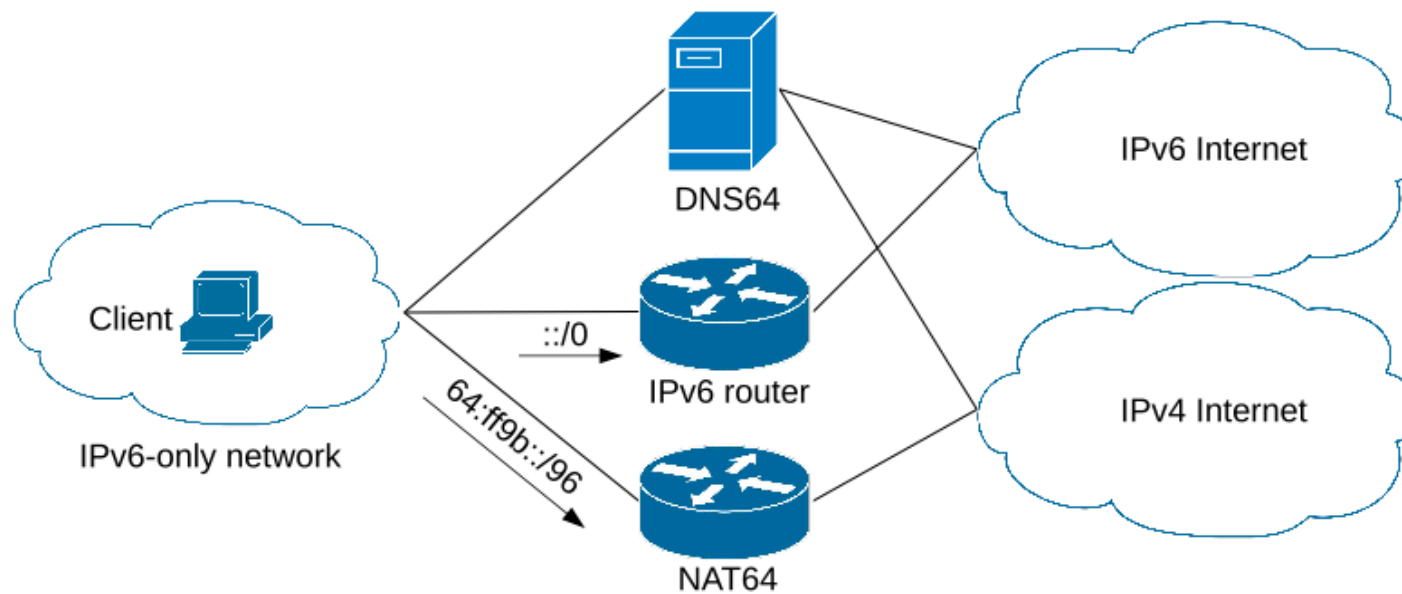 DNS64
IPv6 Internet
Client
::/0
IPv6 router
64:ff9b::/96
IPv6-only network
IPv4 Internet
NAT64